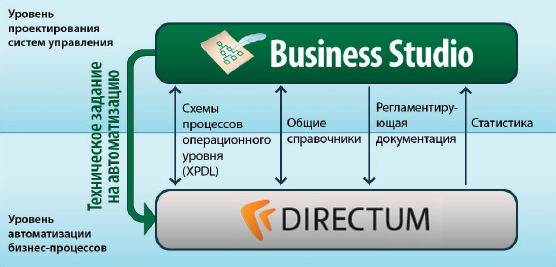 Уровень
проектирования
систем управления
Business Studio
Техническое задание
на автоматизацию
Схемы
процессов
операционного
уровня
(XPDL)
Общие
справочники
Регламентиру-
ющая
документация
Статистика
Уровень
автоматизации
бизнес-процессов
DIRECTUM